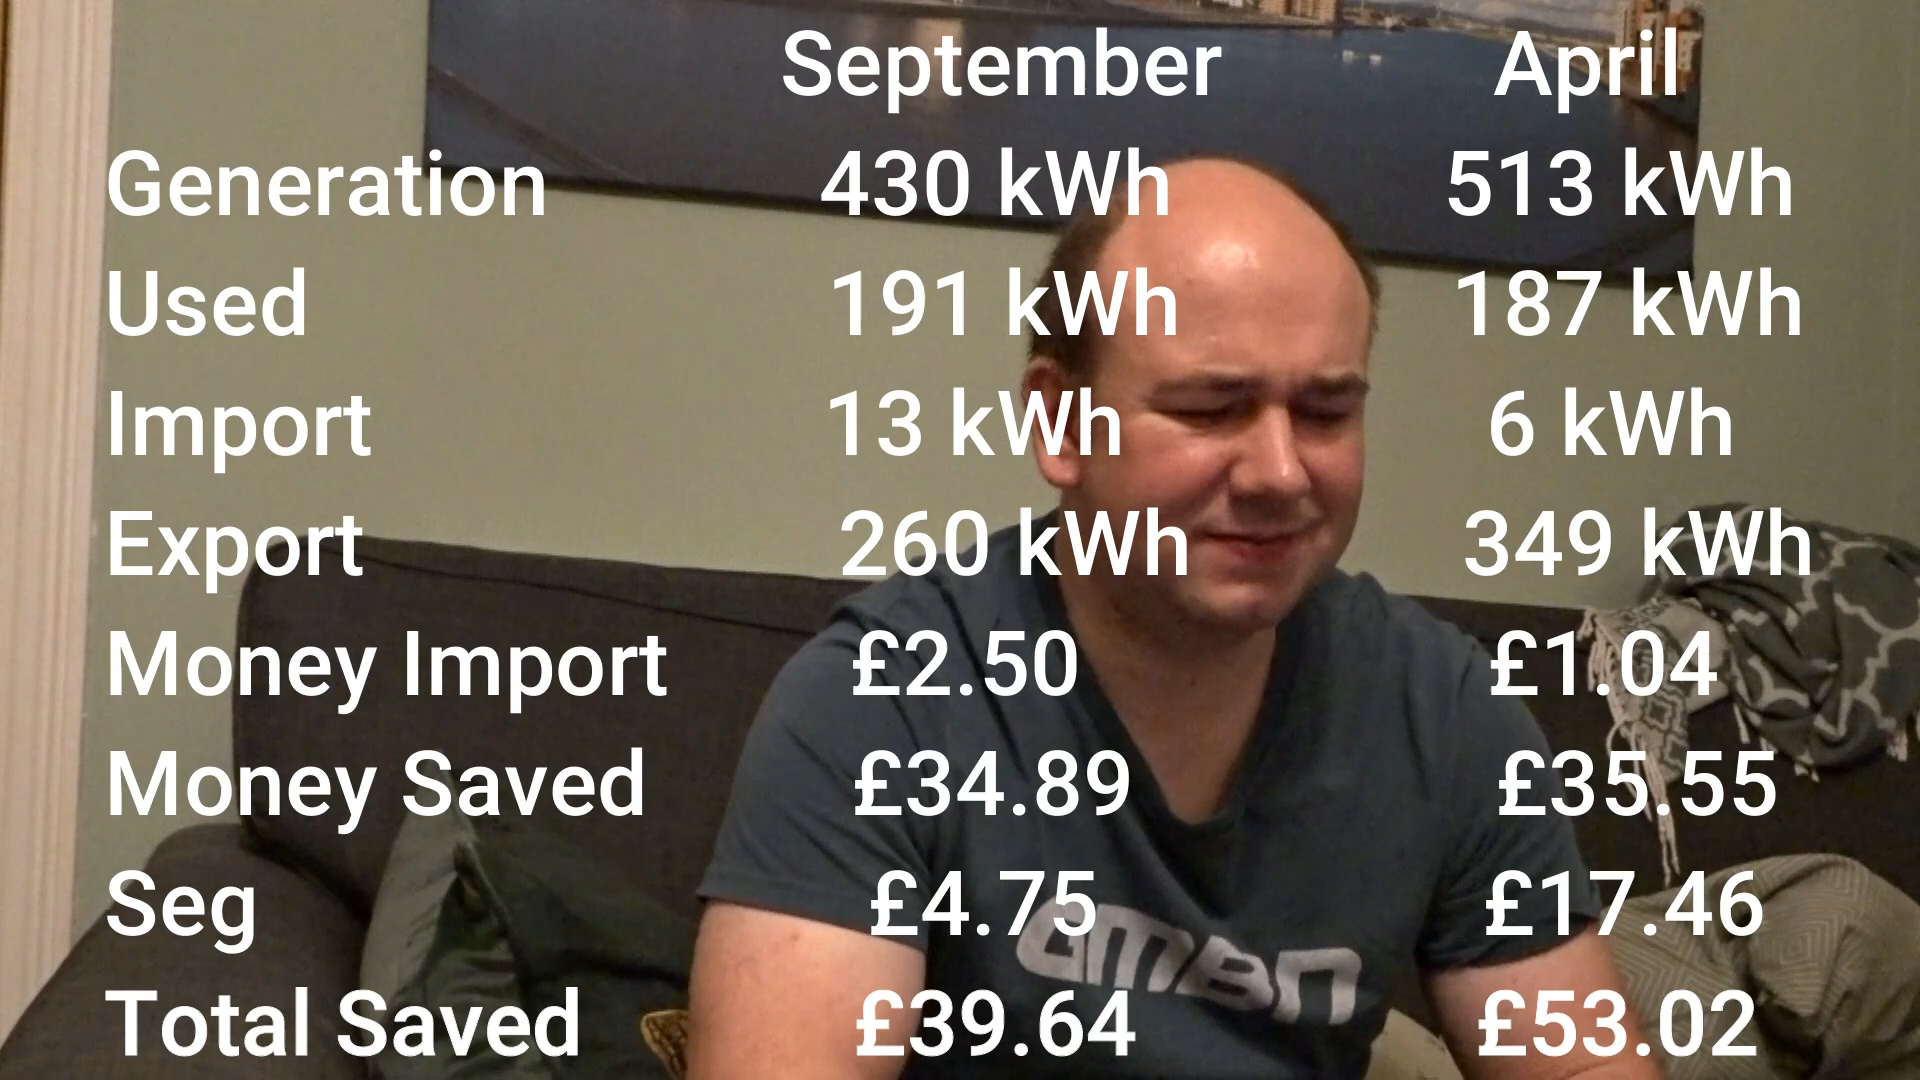 September April
Generation 430 kWh 513 kWh
Used 191 kWh 187 kWh
Import 13 kWh 6 kWh
Export 260 kWh 349 kWh
Money Import £2.50 £1.04
Money Saved £34.89 £35.55
Seg £4.75 £17.46
GMBN
Total Saved £39.64 £53.02